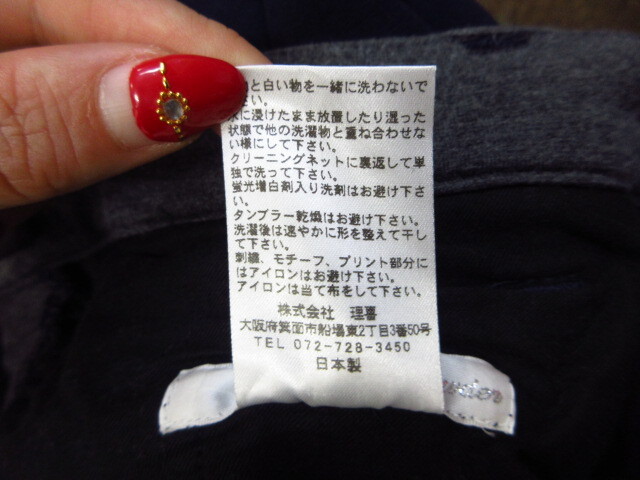 と白い物を一緒に洗わないで
さい。
水に浸けたまま放置したり湿った
状態で他の洗濯物と重ね合わせな
い様にして下さい。
クリーニングネットに裏返して単
独で洗って下さい。
蛍光増白剤入り洗剤はお避け下さ
い。
タンブラー乾燥はお避け下さい。
洗濯後は速やかに形を整えて干し
て下さい。
刺繍、モチーフ、プリント部分に
はアイロンはお避け下さい。
アイロンは当て布をして下さい。
株式会社 理喜
大阪府箕面市船場東2丁目3番50号
TEL 072-728-3450
日本製